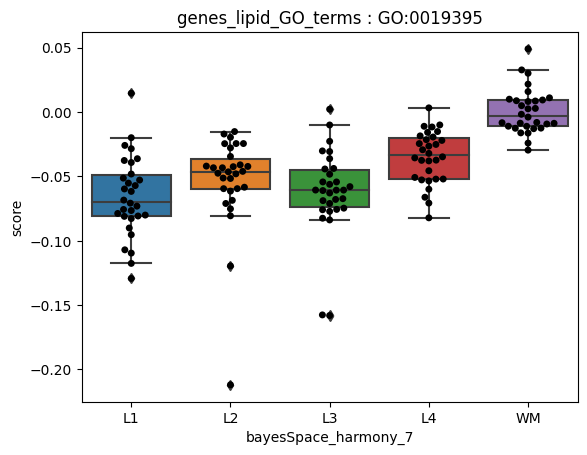 genes_lipid_GO_terms : GO:0019395
0.05
0.00
−0.05
−0.10
−0.15
−0.20
score
L1 L2 L3 L4 WM
bayesSpace_harmony_7